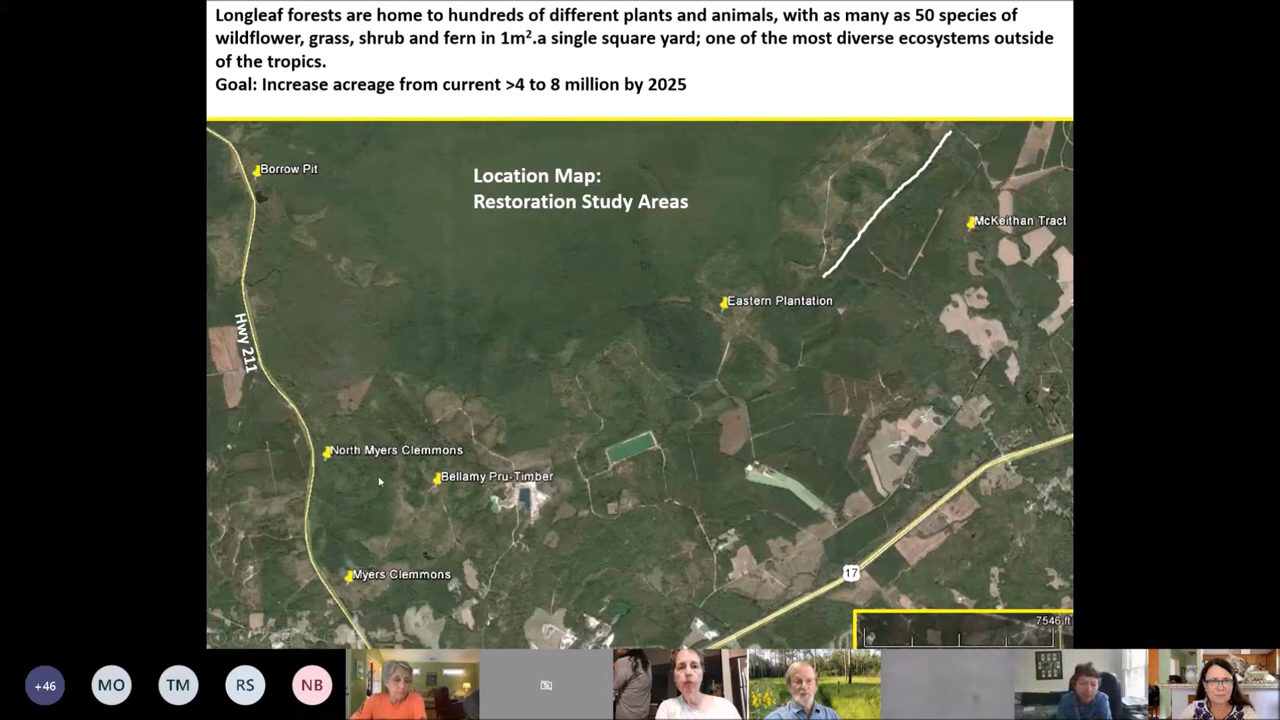 Longleaf forests are home to hundreds of different plants and animals, with as many as 50 species of
wildflower, grass, shrub and fern in 1m².a single square yard; one of the most diverse ecosystems outside
of the tropics.
Goal: Increase acreage from current >4 to 8 million by 2025
Borrow Pit
Location Map:
Restoration Study Areas
McKeithan Tract
Eastern Plantation
Hwy 211
North Myers Clemmons
Bellamy Pru-Timber
Myers Clemmons
17
7546 ft
+46
MO
TM
RS
NB